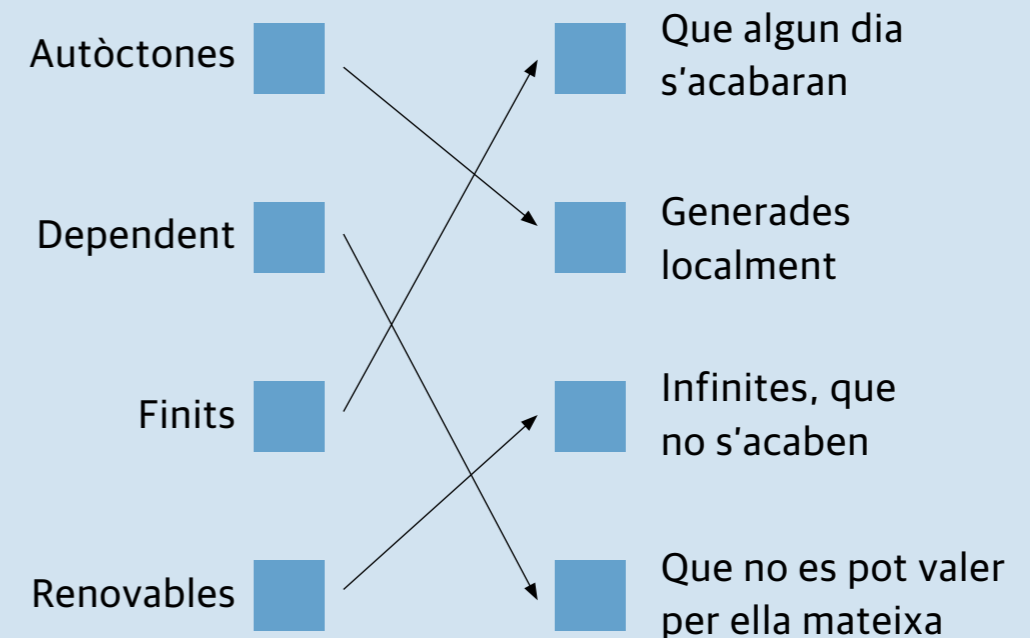 Autòctones
Que algun dia
s'acabaran
Dependent
Generades
localment
Finits
Infinites, que
no s'acaben
Renovables
Que no es pot valer
per ella mateixa